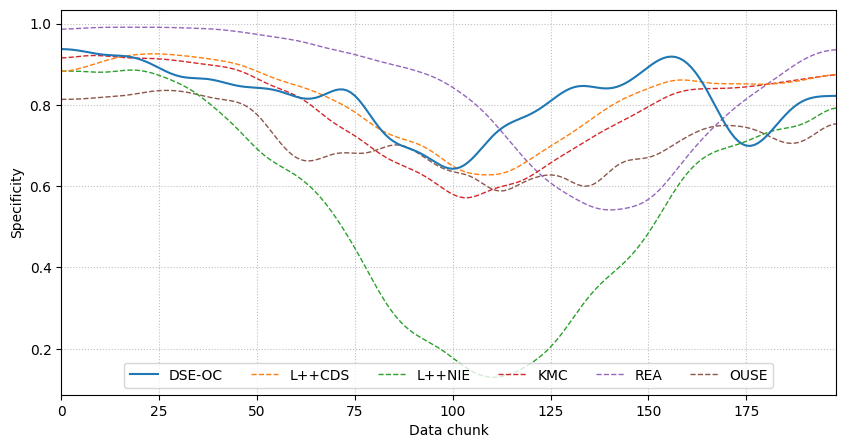 1.0
0.8
0.6
0.4
0.2
Specificity
DSE-OC L++CDS L++NIE KMC REA OUSE
0 25 50 75 100 125 150 175
Data chunk